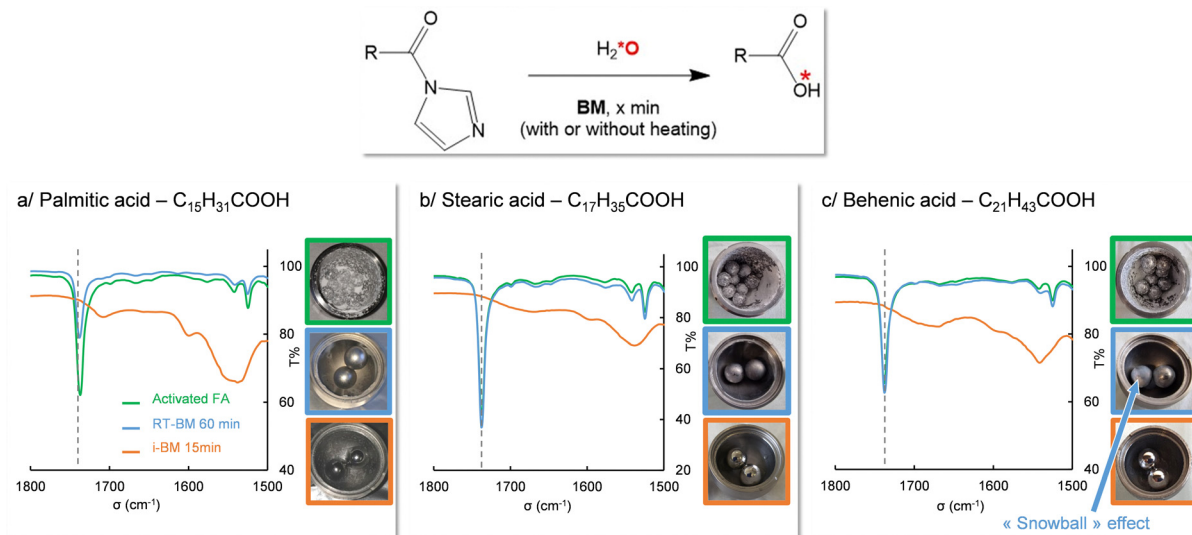 O
R
N
N
H₂*O
BM, x min
(with or without heating)
O
R
*
OH
a/ Palmitic acid – C₁₅H₃₁COOH
100
80
60
40
T%
Activated FA
RT-BM 60 min
i-BM 15min
1800
1700
1600
1500
σ (cm⁻¹)
b/ Stearic acid – C₁₇H₃₅COOH
100
80
60
40
20
T%
1800
1700
1600
1500
σ (cm⁻¹)
c/ Behenic acid – C₂₁H₄₃COOH
100
80
60
40
T%
1800
1700
1600
1500
σ (cm⁻¹)
« Snowball » effect